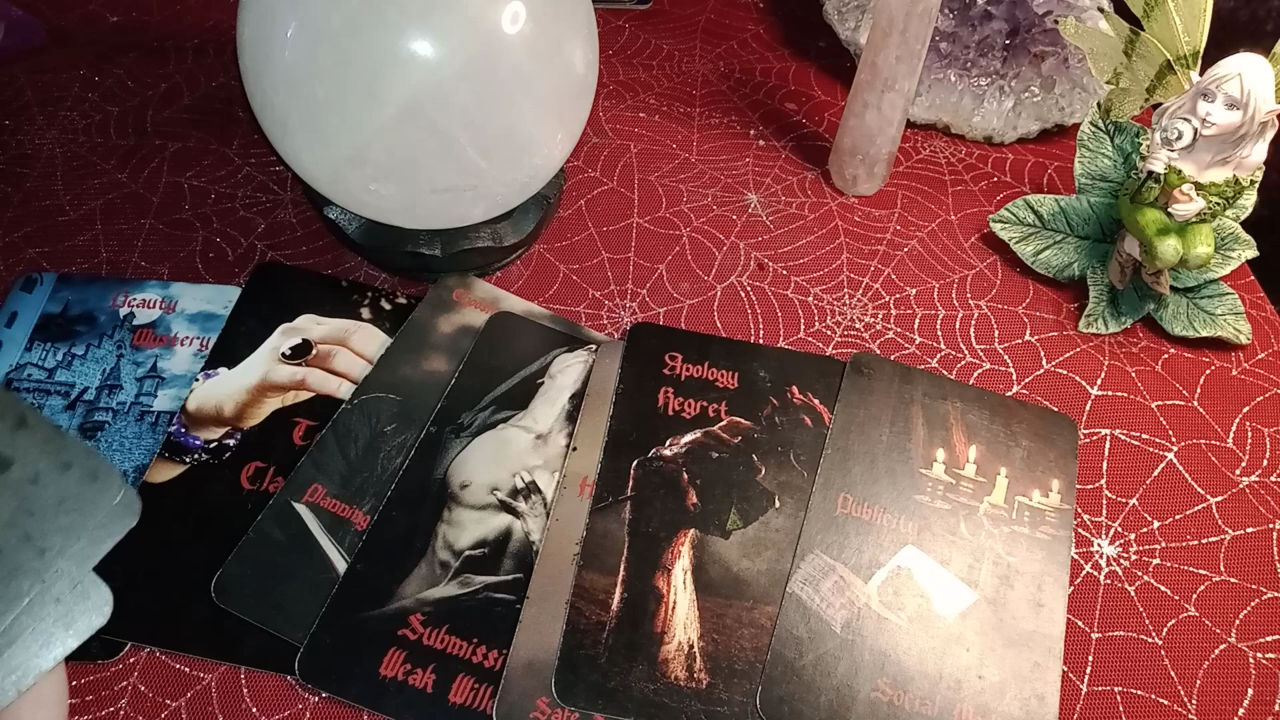 Beauty
Mystery
Planning
Submissi
Weak Will
Apology
Regret
Publicity
Social